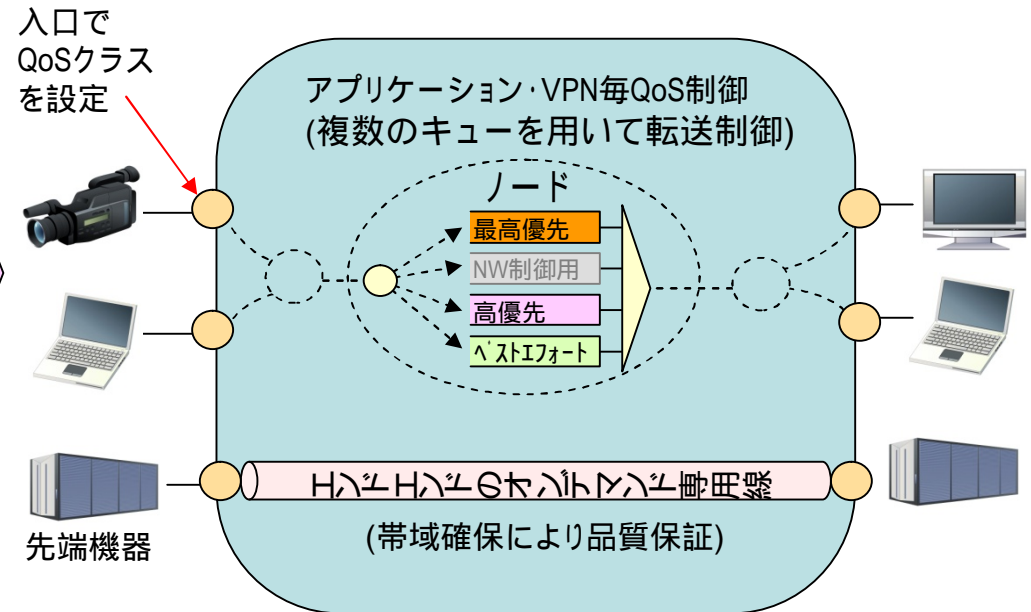 入口で
QoSクラス
を設定
アプリケーション・VPN毎QoS制御
(複数のキューを用いて転送制御)
ノード
最高優先
NW制御用
高優先
ベストエフォート
エンドエンドのオンデマンド専用線
(帯域確保により品質保証)
先端機器